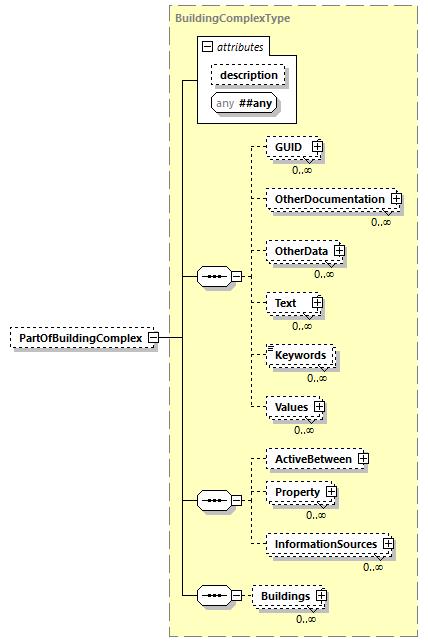 BuildingComplexType
attributes
description
any ##any
GUID
0..∞
OtherDocumentation
0..∞
OtherData
0..∞
Text
0..∞
PartOfBuildingComplex
Keywords
0..∞
Values
0..∞
ActiveBetween
Property
0..∞
InformationSources
0..∞
Buildings
0..∞